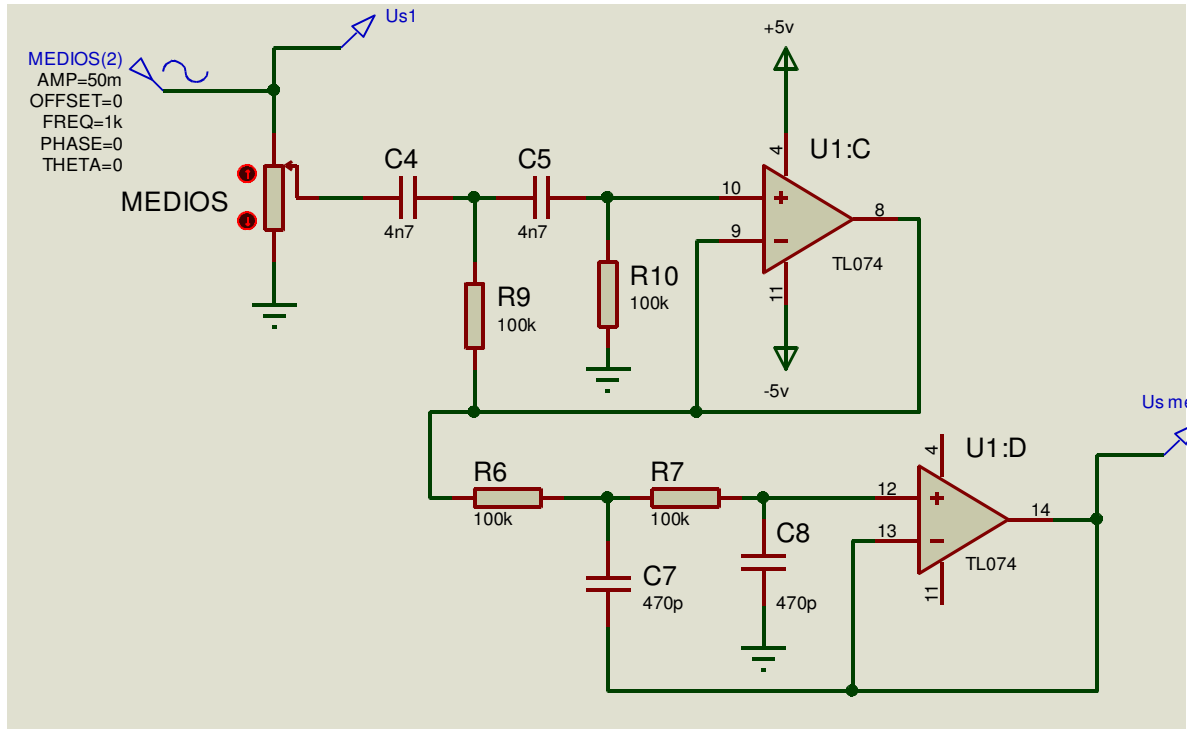 Us1
MEDIOS(2)
AMP=50m
OFFSET=0
FREQ=1k
PHASE=0
THETA=0
MEDIOS
C4
4n7
C5
4n7
R9
100k
R10
100k
+5v
4
U1:C
10
9
8
TL074
11
-5v
Us me
R6
100k
R7
100k
C7
470p
C8
470p
4
U1:D
12
13
14
TL074
11